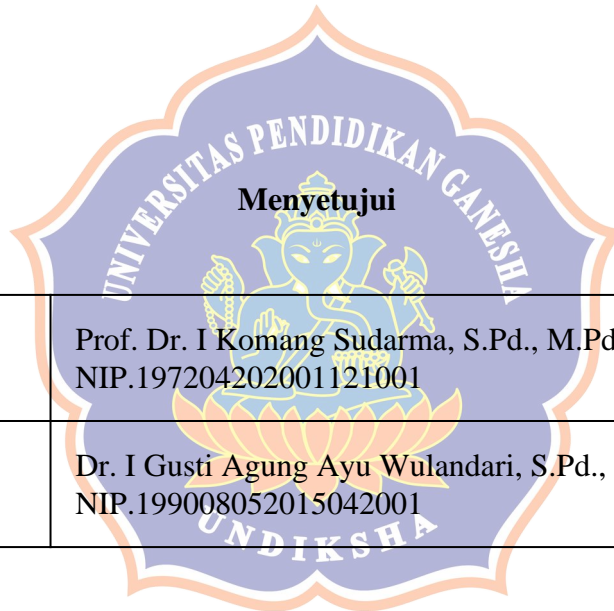 UNIVERSITAS PENDIDIKAN GANESHA
Menyetujui
Prof. Dr. I Komang Sudarma, S.Pd., M.Pd
NIP.197204202001121001
Dr. I Gusti Agung Ayu Wulandari, S.Pd.,
NIP.199008052015042001
UNDIKSHA